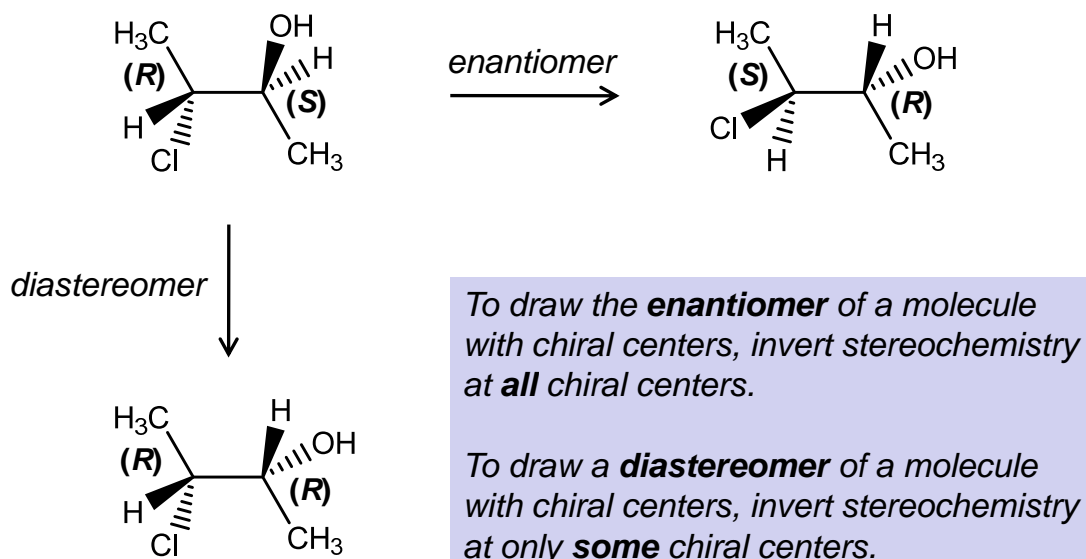 OH
H₃C
H
(R)
(S)
H
Cl
CH₃
enantiomer
H
H₃C
OH
(S)
(R)
Cl
H
CH₃
diastereomer
H
H₃C
OH
(R)
(R)
H
Cl
CH₃
To draw the enantiomer of a molecule
with chiral centers, invert stereochemistry
at all chiral centers.
To draw a diastereomer of a molecule
with chiral centers, invert stereochemistry
at only some chiral centers.